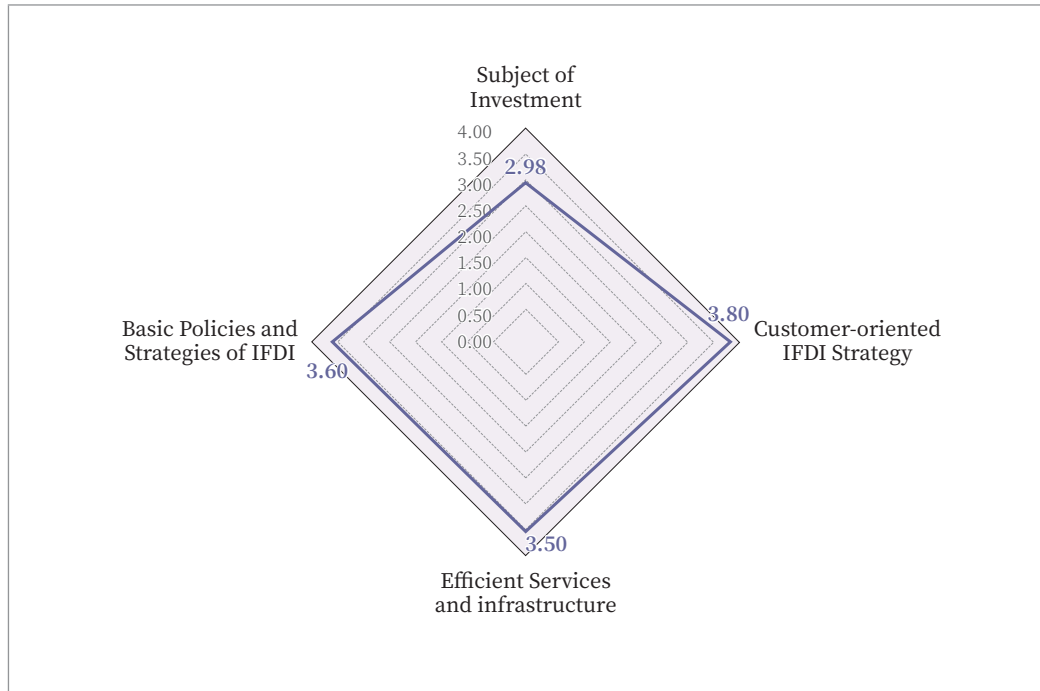 Subject of
Investment
4.00
3.50
2.98
3.00
2.50
2.00
1.50
1.00
0.50
0.00
3.80
Customer-oriented
IFDI Strategy
Basic Policies and
Strategies of IFDI
3.60
3.50
Efficient Services
and infrastructure